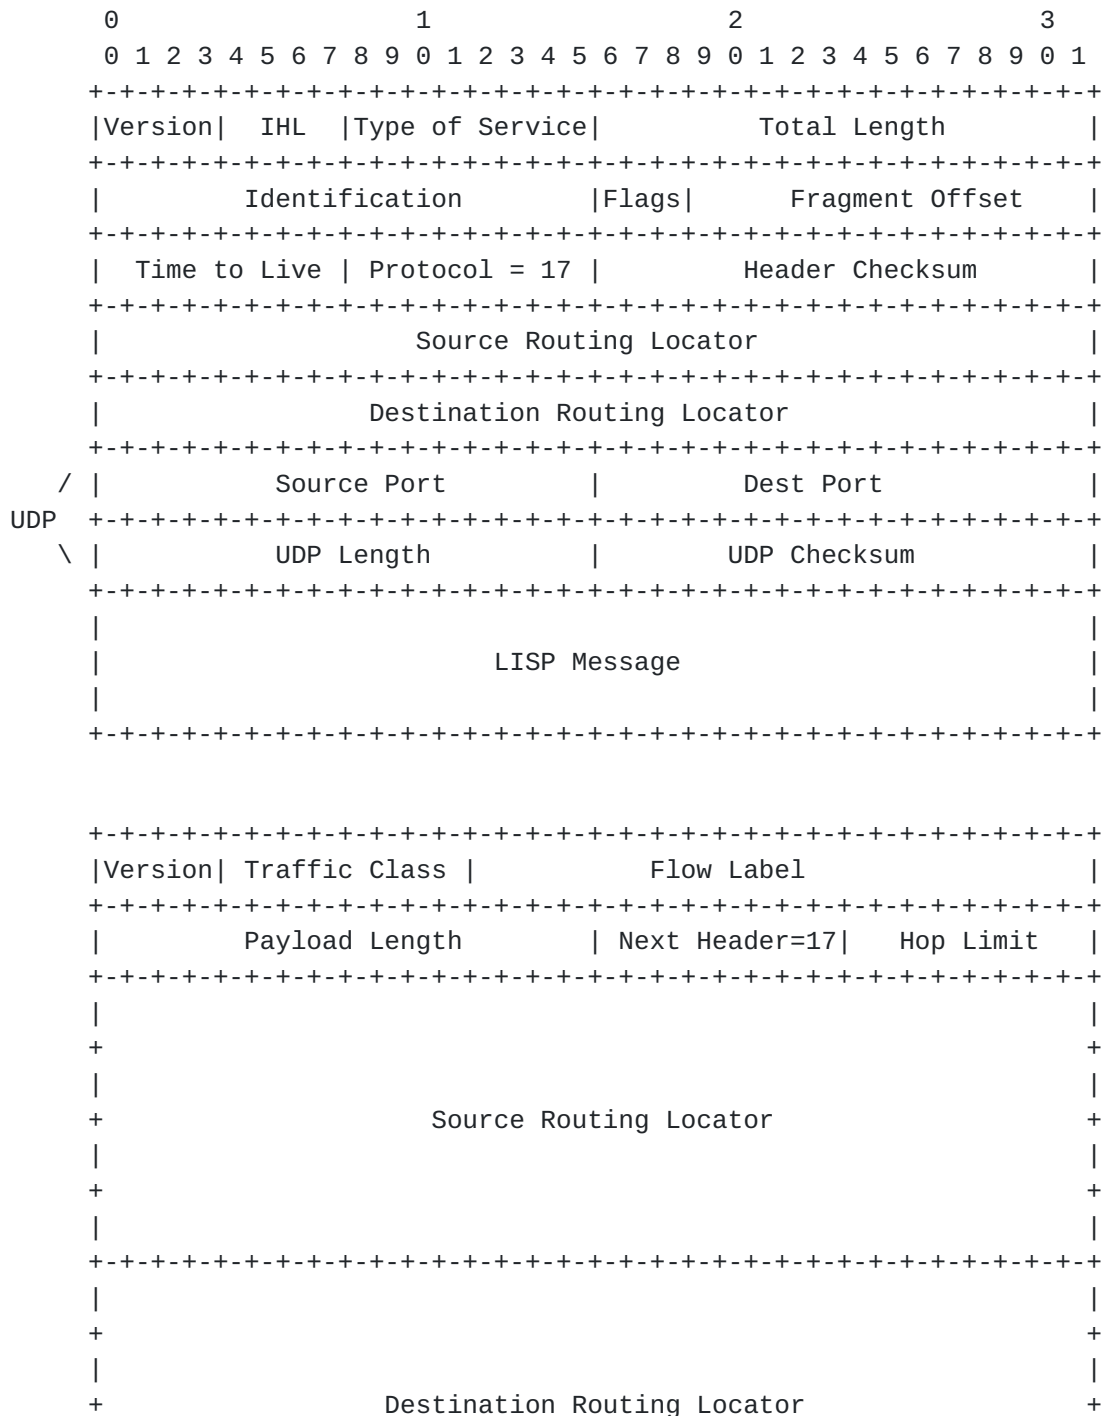 0                   1                   2                   3
0 1 2 3 4 5 6 7 8 9 0 1 2 3 4 5 6 7 8 9 0 1 2 3 4 5 6 7 8 9 0 1
+-+-+-+-+-+-+-+-+-+-+-+-+-+-+-+-+-+-+-+-+-+-+-+-+-+-+-+-+-+-+-+-+
|Version|  IHL  |Type of Service|          Total Length         |
+-+-+-+-+-+-+-+-+-+-+-+-+-+-+-+-+-+-+-+-+-+-+-+-+-+-+-+-+-+-+-+-+
|         Identification        |Flags|      Fragment Offset    |
+-+-+-+-+-+-+-+-+-+-+-+-+-+-+-+-+-+-+-+-+-+-+-+-+-+-+-+-+-+-+-+-+
|  Time to Live | Protocol = 17 |         Header Checksum       |
+-+-+-+-+-+-+-+-+-+-+-+-+-+-+-+-+-+-+-+-+-+-+-+-+-+-+-+-+-+-+-+-+
|                    Source Routing Locator                     |
+-+-+-+-+-+-+-+-+-+-+-+-+-+-+-+-+-+-+-+-+-+-+-+-+-+-+-+-+-+-+-+-+
|                 Destination Routing Locator                   |
+-+-+-+-+-+-+-+-+-+-+-+-+-+-+-+-+-+-+-+-+-+-+-+-+-+-+-+-+-+-+-+-+
/ |           Source Port         |         Dest Port             |
UDP  +-+-+-+-+-+-+-+-+-+-+-+-+-+-+-+-+-+-+-+-+-+-+-+-+-+-+-+-+-+-+-+-+
\ |           UDP Length          |        UDP Checksum           |
+-+-+-+-+-+-+-+-+-+-+-+-+-+-+-+-+-+-+-+-+-+-+-+-+-+-+-+-+-+-+-+-+
|                                                               |
|                         LISP Message                          |
|                                                               |
+-+-+-+-+-+-+-+-+-+-+-+-+-+-+-+-+-+-+-+-+-+-+-+-+-+-+-+-+-+-+-+-+
+-+-+-+-+-+-+-+-+-+-+-+-+-+-+-+-+-+-+-+-+-+-+-+-+-+-+-+-+-+-+-+-+
|Version| Traffic Class |           Flow Label                  |
+-+-+-+-+-+-+-+-+-+-+-+-+-+-+-+-+-+-+-+-+-+-+-+-+-+-+-+-+-+-+-+-+
|         Payload Length        | Next Header=17|   Hop Limit   |
+-+-+-+-+-+-+-+-+-+-+-+-+-+-+-+-+-+-+-+-+-+-+-+-+-+-+-+-+-+-+-+-+
|                                                               |
+                                                               +
|                                                               |
+                     Source Routing Locator                    +
|                                                               |
+                                                               +
|                                                               |
+-+-+-+-+-+-+-+-+-+-+-+-+-+-+-+-+-+-+-+-+-+-+-+-+-+-+-+-+-+-+-+-+
|                                                               |
+                                                               +
|                                                               |
+                  Destination Routing Locator                  +